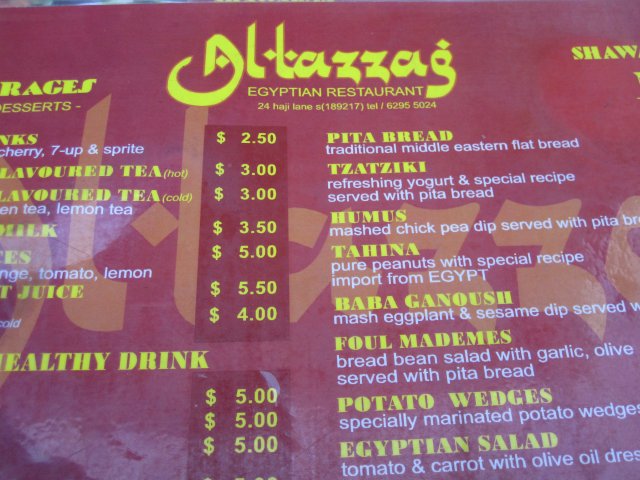 Al-tazzag
EGYPTIAN RESTAURANT
24 haji lane s(189217) tel / 6295 5024
SHAWA
RAGES
DESSERTS -
NKS
cherry, 7-up & sprite
$ 2.50
LAVOURED TEA (hot)
$ 3.00
LAVOURED TEA (cold)
$ 3.00
en tea, lemon tea
MILK
$ 3.50
ES
$ 5.00
nge, tomato, lemon
T JUICE
$ 5.50
$ 4.00
cold
HEALTHY DRINK
$ 5.00
$ 5.00
$ 5.00
PITA BREAD
traditional middle eastern flat bread
TZATZIKI
refreshing yogurt & special recipe
served with pita bread
HUMUS
mashed chick pea dip served with pita bre
TAHINA
pure peanuts with special recipe
import from EGYPT
BABA GANOUSH
mash eggplant & sesame dip served w
FOUL MADEMES
bread bean salad with garlic, olive
served with pita bread
POTATO WEDGES
specially marinated potato wedges
EGYPTIAN SALAD
tomato & carrot with olive oil dres